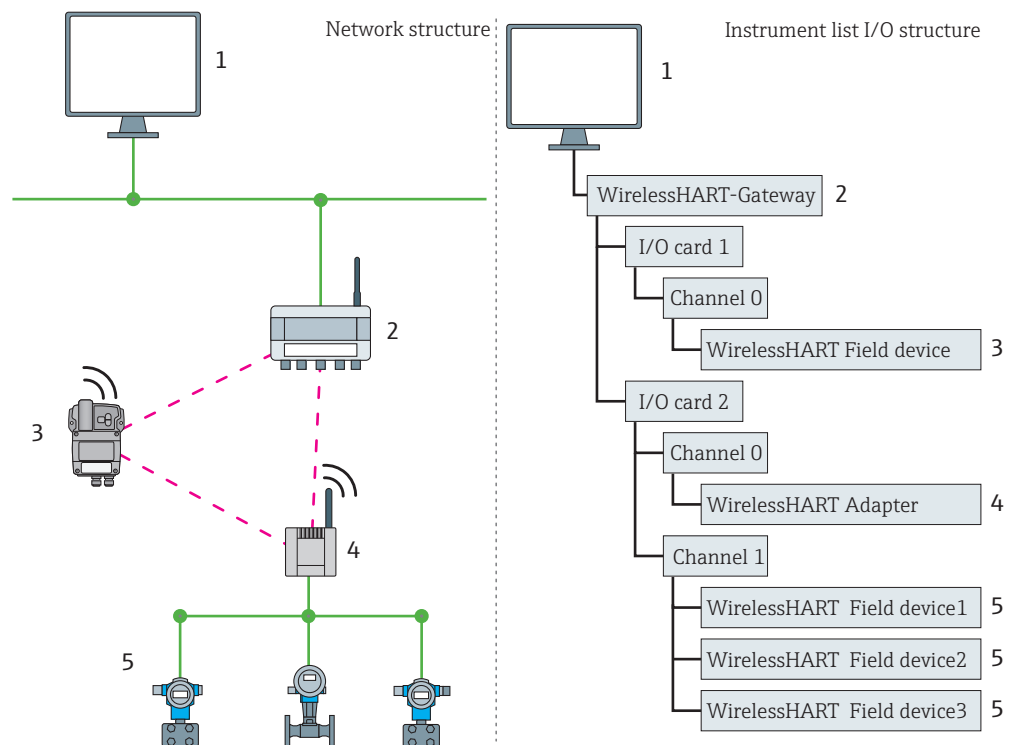 Network structure
1
2
3
4
5
Instrument list I/O structure
1
WirelessHART-Gateway 2
I/O card 1
Channel 0
WirelessHART Field device 3
I/O card 2
Channel 0
WirelessHART Adapter 4
Channel 1
WirelessHART Field device1 5
WirelessHART Field device2 5
WirelessHART Field device3 5